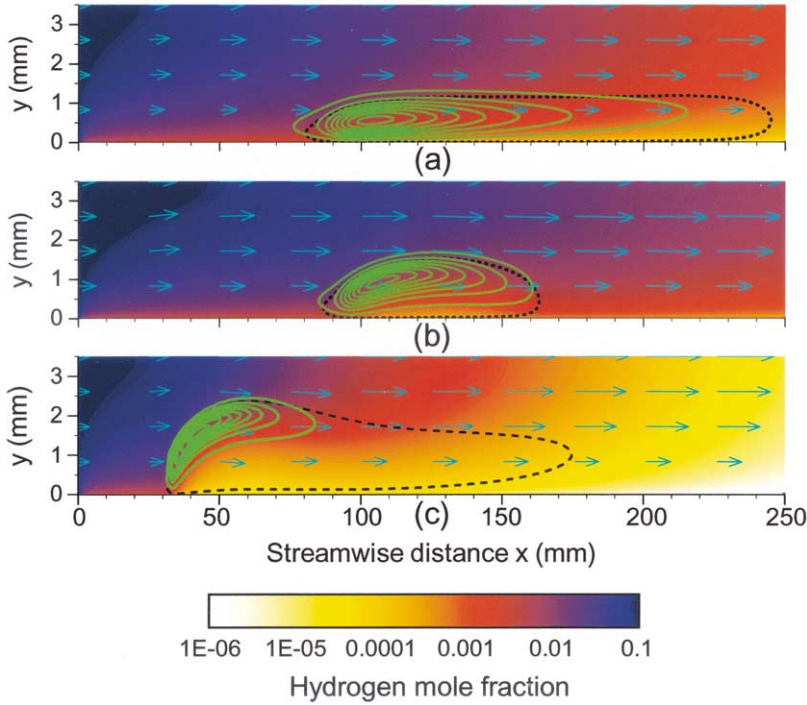 y (mm)
3
2
1
0
(a)
y (mm)
3
2
1
0
(b)
y (mm)
3
2
1
0
0 50 100 150 200 250
(c)
Streamwise distance x (mm)
1E-06 1E-05 0.0001 0.001 0.01 0.1
Hydrogen mole fraction